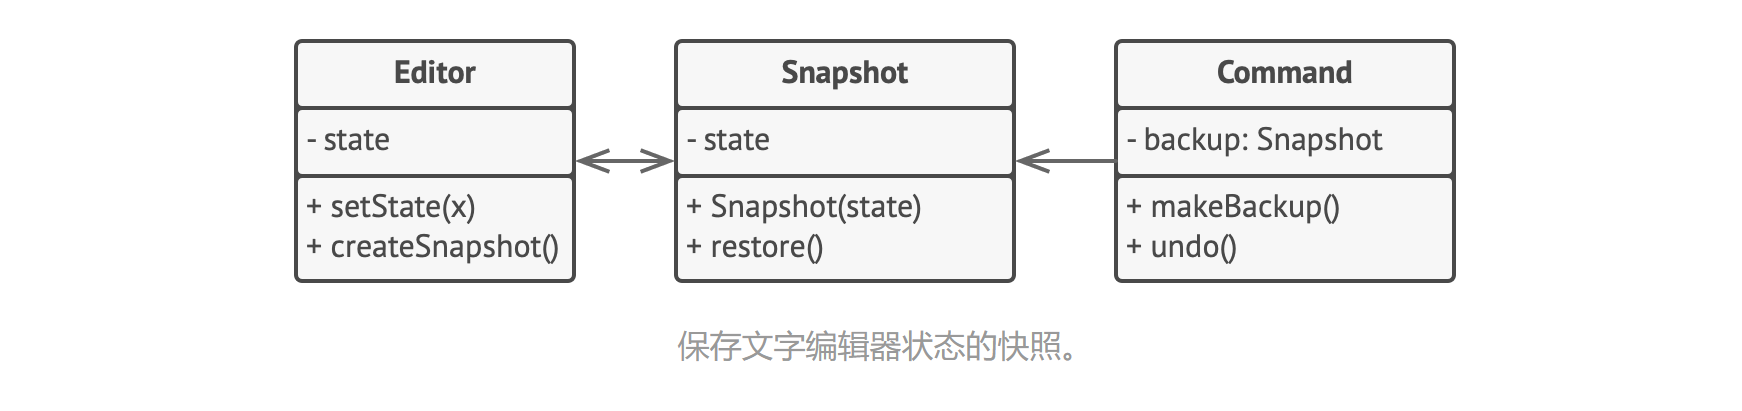 Editor
- state
+ setState(x)
+ createSnapshot()
Snapshot
- state
+ Snapshot(state)
+ restore()
Command
- backup: Snapshot
+ makeBackup()
+ undo()
保存文字编辑器状态的快照。